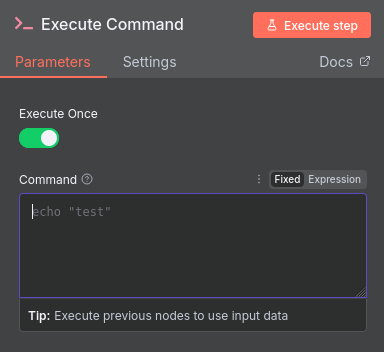 Execute Command
Execute step
Parameters Settings Docs
Execute Once
Command Fixed Expression
echo "test"
Tip: Execute previous nodes to use input data